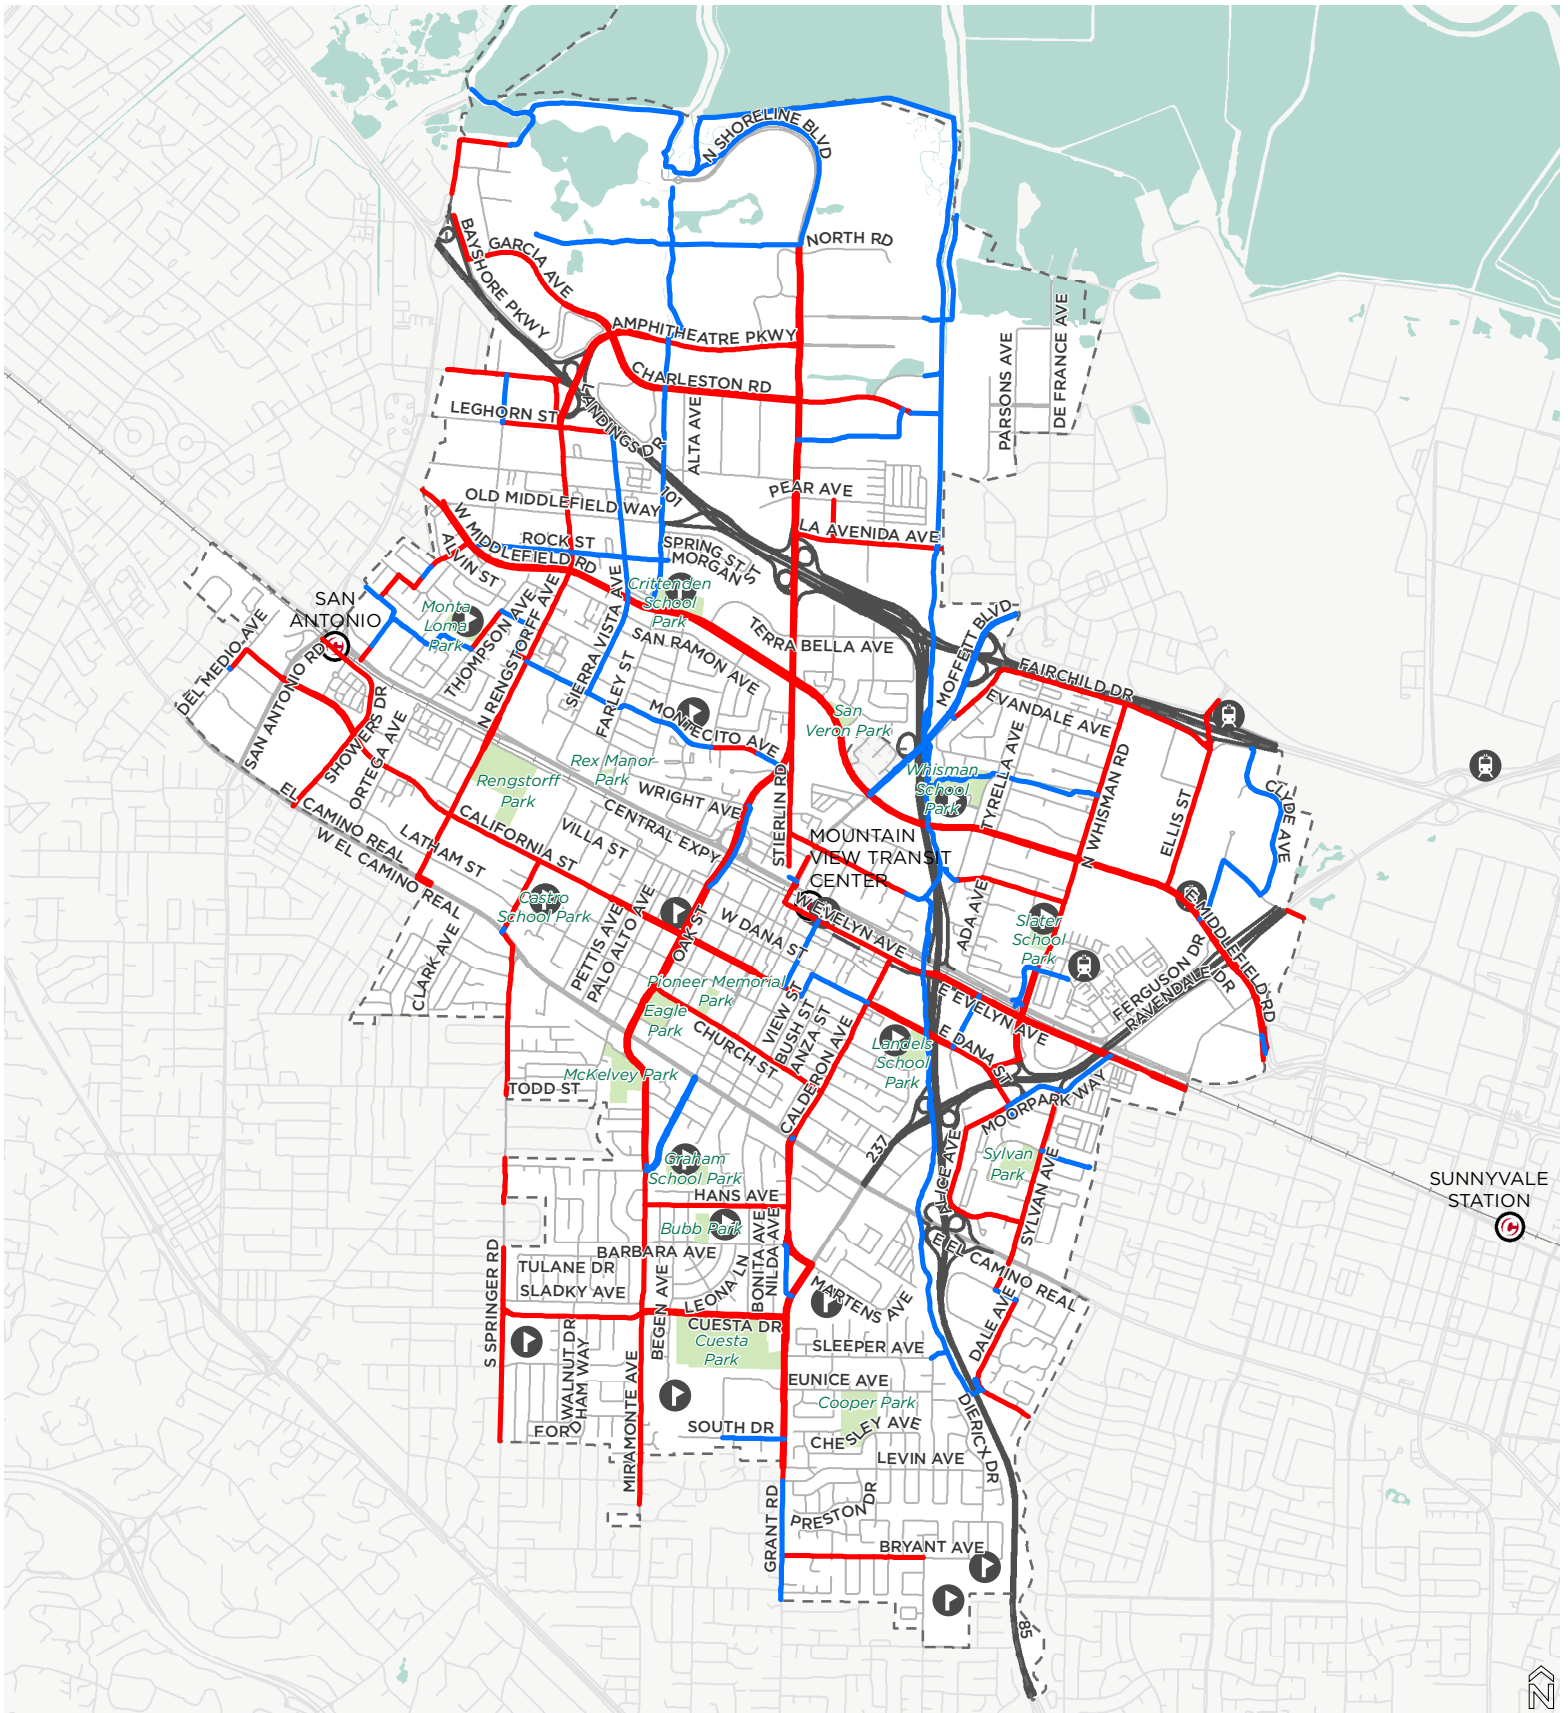 N SHORELINE BLVD
NORTH RD
BAYSHORE PKWY
GARCIA AVE
AMPHITHEATRE PKWY
DE FRANCE AVE
PARSONS AVE
CHARLESTON RD
LEGHORN ST
LANDINGS DR
ALTA AVE
101
PEAR AVE
OLD MIDDLEFIELD WAY
LA AVENIDA AVE
W MIDDLEFIELD RD
ROCK ST
SPRING ST
MORGAN ST
ALVIN ST
Crittenden
School
Park
SAN
ANTONIO
Monta
Loma
Park
THOMPSON AVE
N RENGSTORFF AVE
SIERRA VISTA AVE
FARLEY ST
SAN RAMON AVE
TERRA BELLA AVE
MOFFETT BLVD
FAIRCHILD DR
EVANDALE AVE
DEL MEDIO AVE
SAN ANTONIO RD
SHOWERS DR
ORTEGA AVE
MONTECITO AVE
San
Veron Park
TYRELLA AVE
N WHISMAN RD
ELLIS ST
CLYDE AVE
Rex Manor
Park
Rengstorff
Park
WRIGHT AVE
Whisman
School
Park
EL CAMINO REAL
W EL CAMINO REAL
LATHAM ST
CALIFORNIA ST
VILLA ST
CENTRAL EXPY
STIERLIN RD
MOUNTAIN
VIEW TRANSIT
CENTER
Castro
School Park
PETTIS AVE
PALO ALTO AVE
OAK ST
W DANA ST
W EVELYN AVE
ADA AVE
Slater
School
Park
E MIDDLEFIELD RD
CLARK AVE
Pioneer Memorial
Park
Eagle
Park
CHURCH ST
VIEW ST
BUSH ST
ANZA ST
CALDERON AVE
E EVELYN AVE
FERGUSON DR
RAVENDALE DR
Landels
School
Park
E DANA ST
McKelvey Park
TODD ST
MOORPARK WAY
237
ALICE AVE
Sylvan
Park
SYLVAN AVE
Graham
School Park
HANS AVE
Bubb Park
SUNNYVALE
STATION
BARBARA AVE
TULANE DR
SLADKY AVE
LEONA LN
BONITA AVE
NILDA AVE
E EL CAMINO REAL
MARTENS AVE
DALE AVE
S SPRINGER RD
BEGEN AVE
CUESTA DR
Cuesta
Park
SLEEPER AVE
WALNUT DR
MIRAMONTE AVE
EUNICE AVE
Cooper Park
DIERICX DR
SOUTH DR
CHESLEY AVE
LEVIN AVE
FORDHAM WAY
GRANT RD
PRESTON DR
BRYANT AVE
85
N